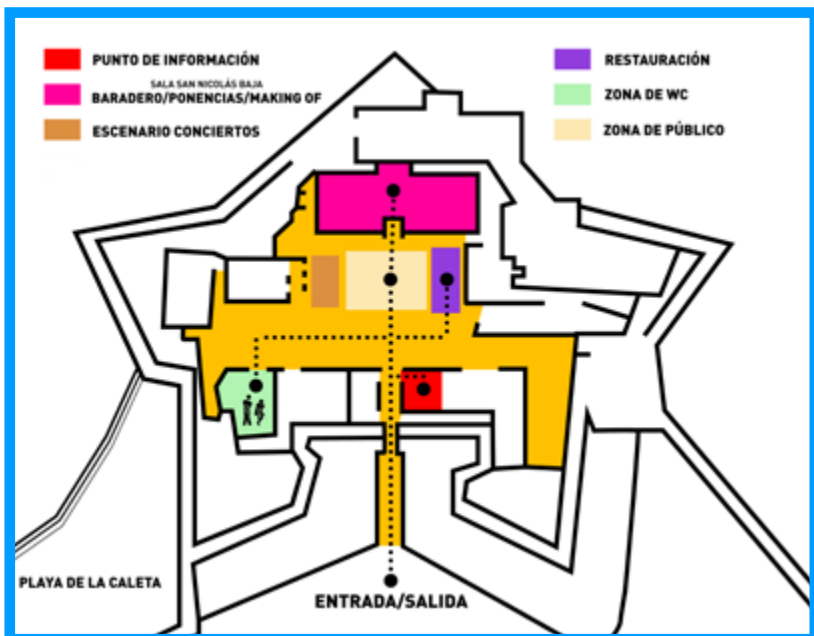 PUNTO DE INFORMACIÓN
SALA SAN NICOLÁS BAJA
BARADERO/PONENCIAS/MAKING OF
ESCENARIO CONCIERTOS
RESTAURACIÓN
ZONA DE WC
ZONA DE PÚBLICO
PLAYA DE LA CALETA
ENTRADA/SALIDA